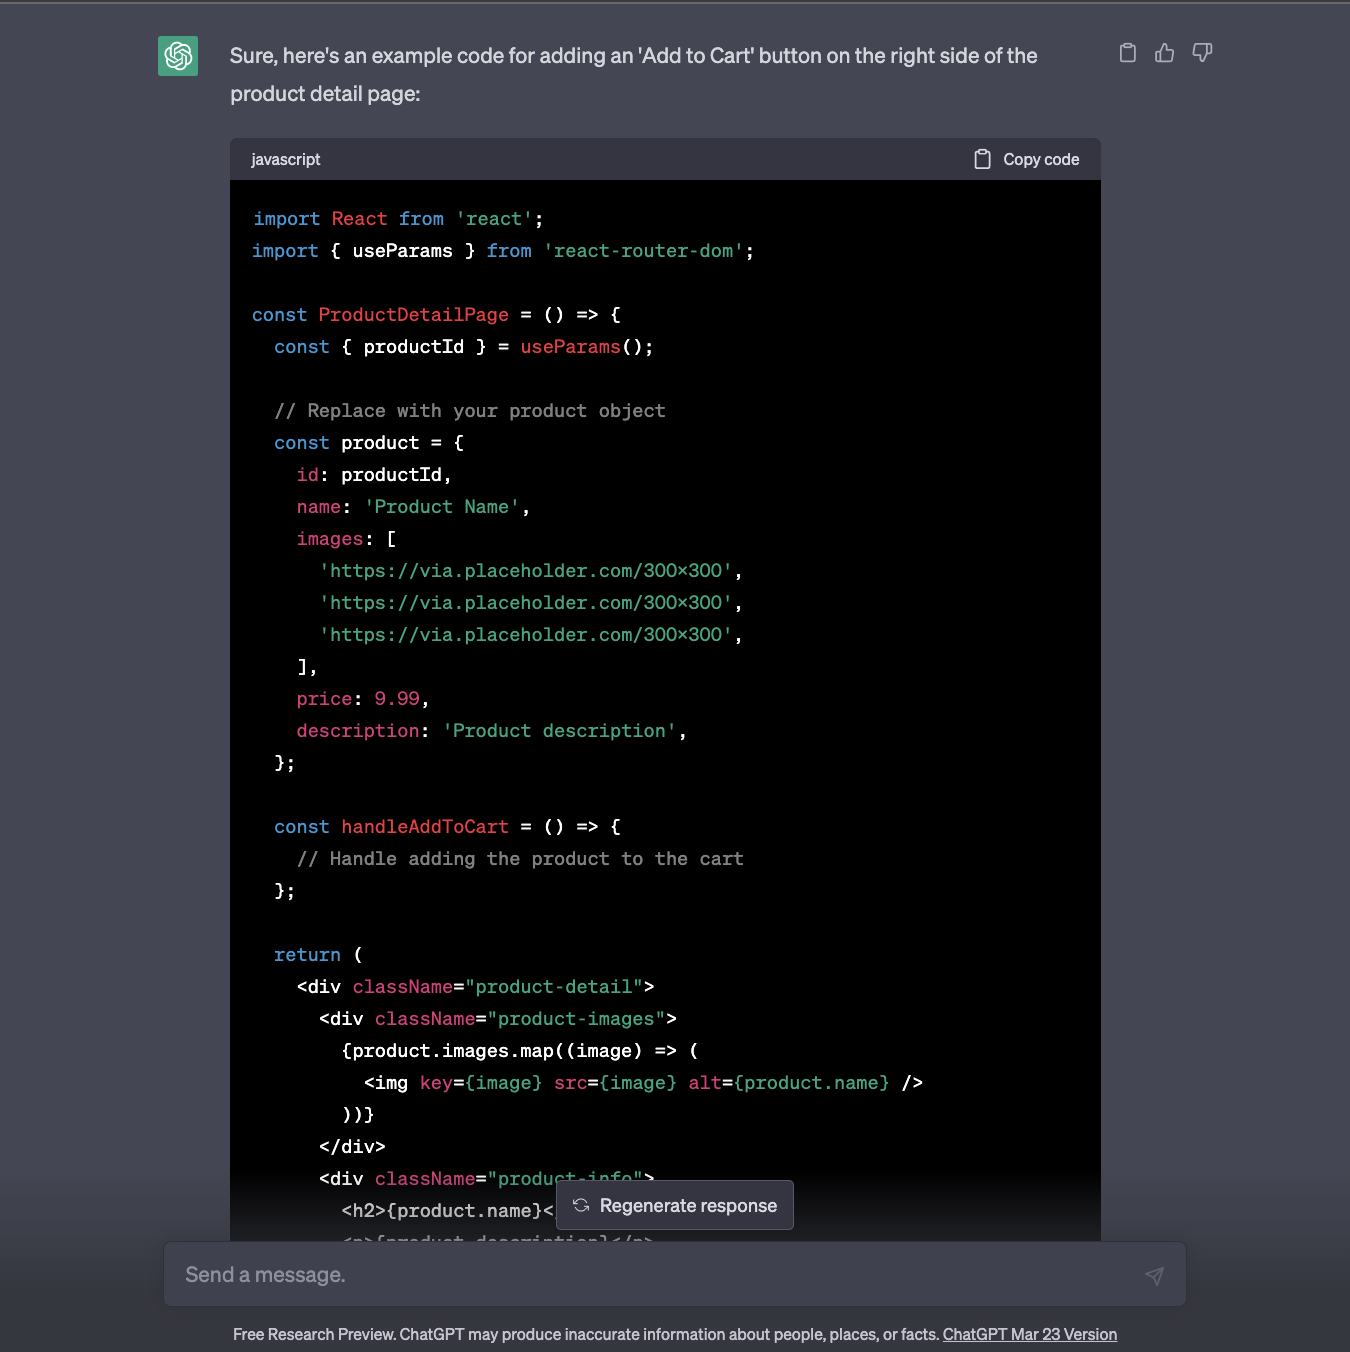 Sure, here's an example code for adding an 'Add to Cart' button on the right side of the
product detail page:
javascript
Copy code
import React from 'react';
import { useParams } from 'react-router-dom';
const ProductDetailPage = () => {
const { productId } = useParams();
// Replace with your product object
const product = {
id: productId,
name: 'Product Name',
images: [
'https://via.placeholder.com/300x300',
'https://via.placeholder.com/300x300',
'https://via.placeholder.com/300x300',
],
price: 9.99,
description: 'Product description',
};
const handleAddToCart = () => {
// Handle adding the product to the cart
};
return (
<div className="product-detail">
<div className="product-images">
{product.images.map((image) => (
<img key={image} src={image} alt={product.name} />
))}
</div>
<div className="product-info">
<h2>{product.name}<
<p>{product.description}</p>
Regenerate response
Send a message.
Free Research Preview. ChatGPT may produce inaccurate information about people, places, or facts. ChatGPT Mar 23 Version